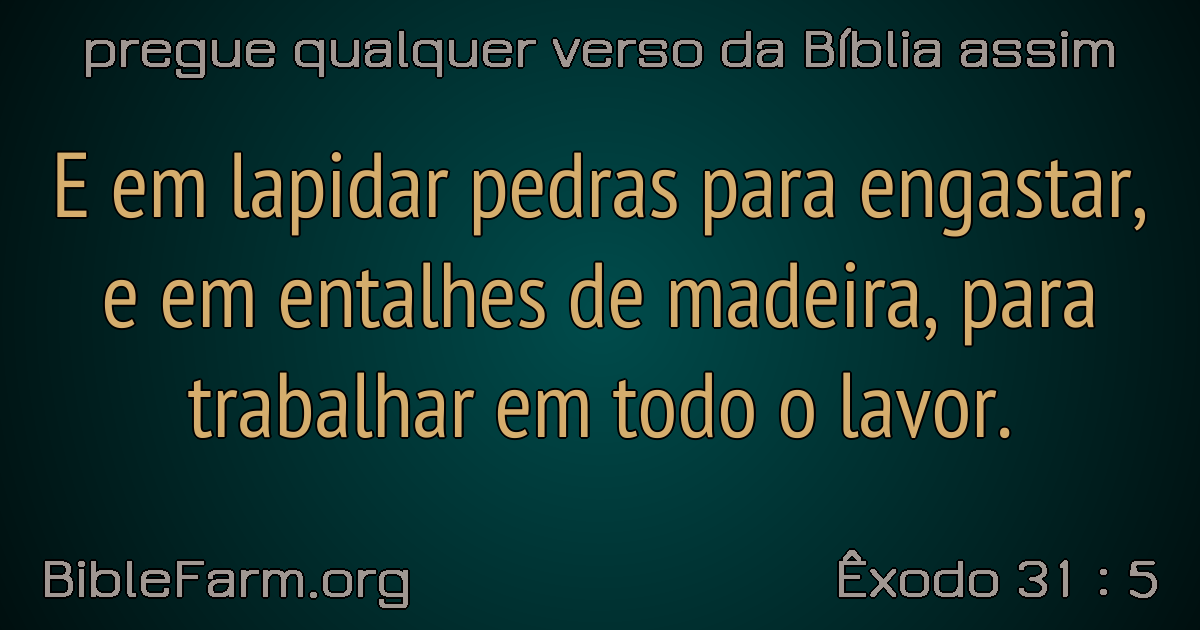 pregue qualquer verso da Bíblia assim
E em lapidar pedras para engastar,
e em entalhes de madeira, para
trabalhar em todo o lavor.
BibleFarm.org
Êxodo 31 : 5